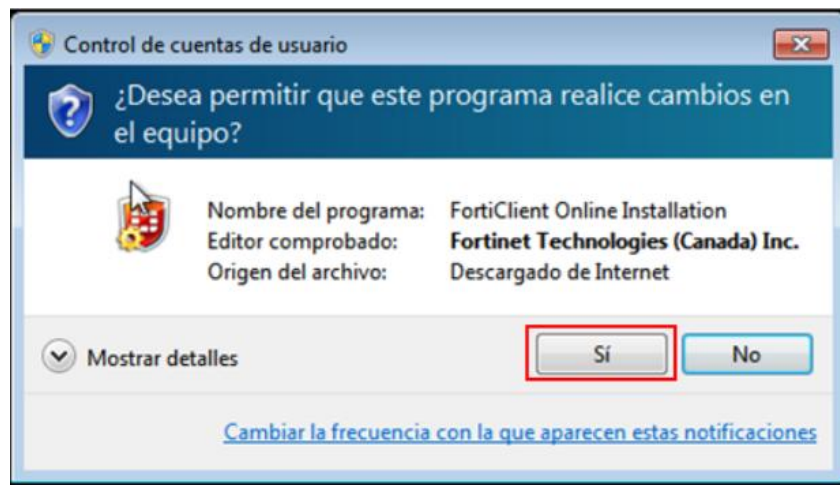 Control de cuentas de usuario
¿Desea permitir que este programa realice cambios en
el equipo?
Nombre del programa: FortiClient Online Installation
Editor comprobado: Fortinet Technologies (Canada) Inc.
Origen del archivo: Descargado de Internet
Mostrar detalles Sí No
Cambiar la frecuencia con la que aparecen estas notificaciones